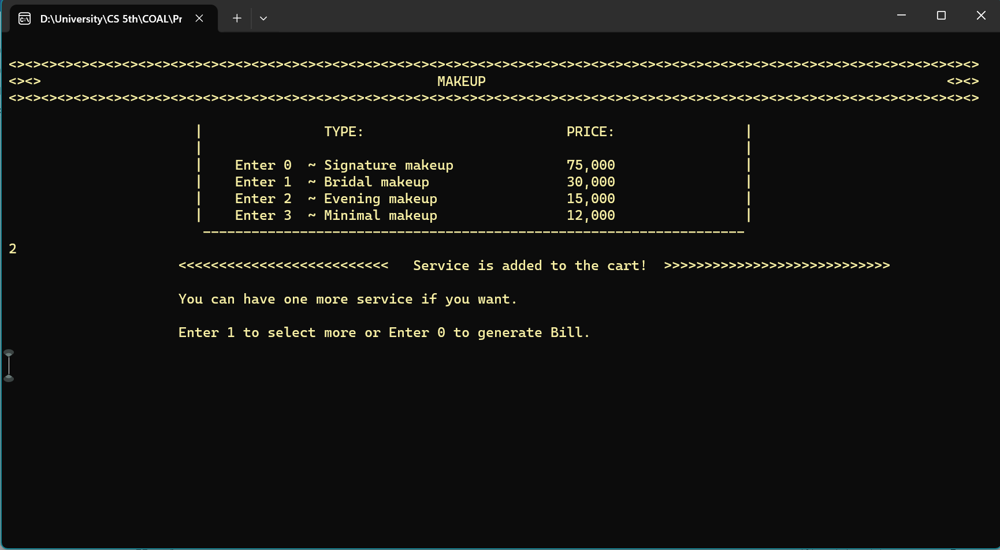 D:\University\CS 5th\COAL\Pr
<><><><><><><><><><><><><><><><><><><><><><><><><><><><><><><><><><><><><><><><><><><><><><><><><><><><><><><><><><><><>
<><> MAKEUP <><>
<><><><><><><><><><><><><><><><><><><><><><><><><><><><><><><><><><><><><><><><><><><><><><><><><><><><><><><><><><><><>
| TYPE: PRICE: |
| |
| Enter 0 ~ Signature makeup 75,000 |
| Enter 1 ~ Bridal makeup 30,000 |
| Enter 2 ~ Evening makeup 15,000 |
| Enter 3 ~ Minimal makeup 12,000 |
-------------------------------------------------------------------
2
<<<<<<<<<<<<<<<<<<<<<<<<<< Service is added to the cart! >>>>>>>>>>>>>>>>>>>>>>>>>>>>
You can have one more service if you want.
Enter 1 to select more or Enter 0 to generate Bill.